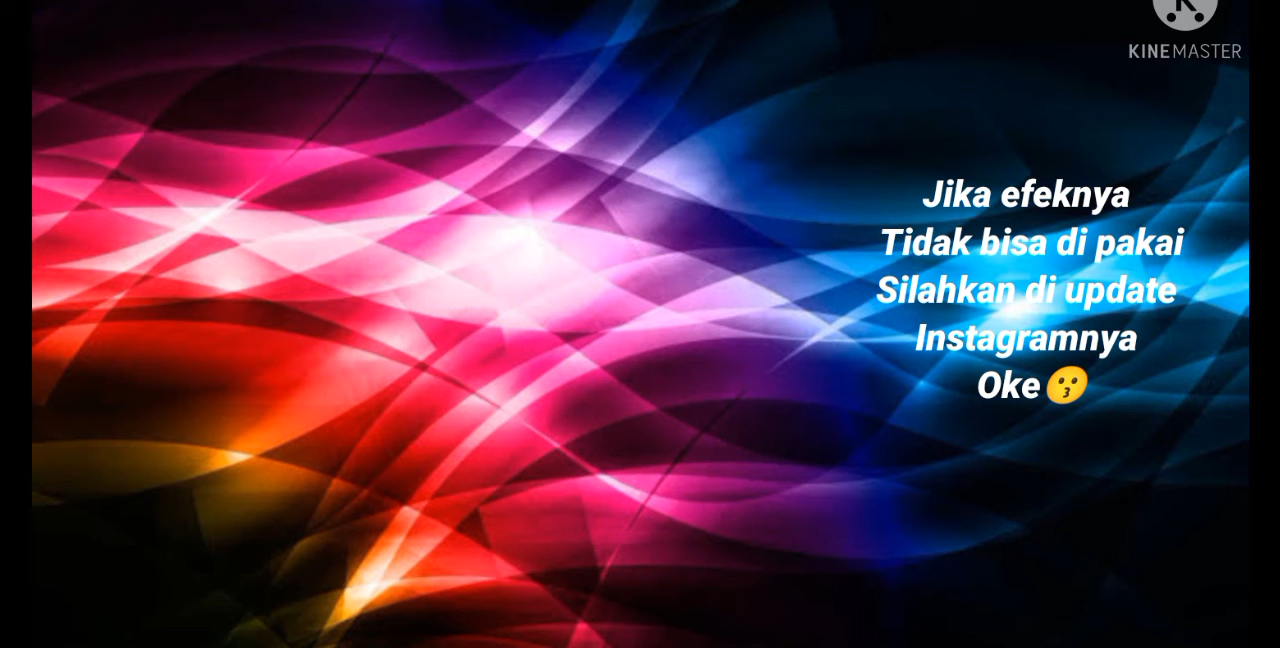 KINEMASTER
Jika efeknya
Tidak bisa di pakai
Silahkan di update
Instagramnya
Oke😗